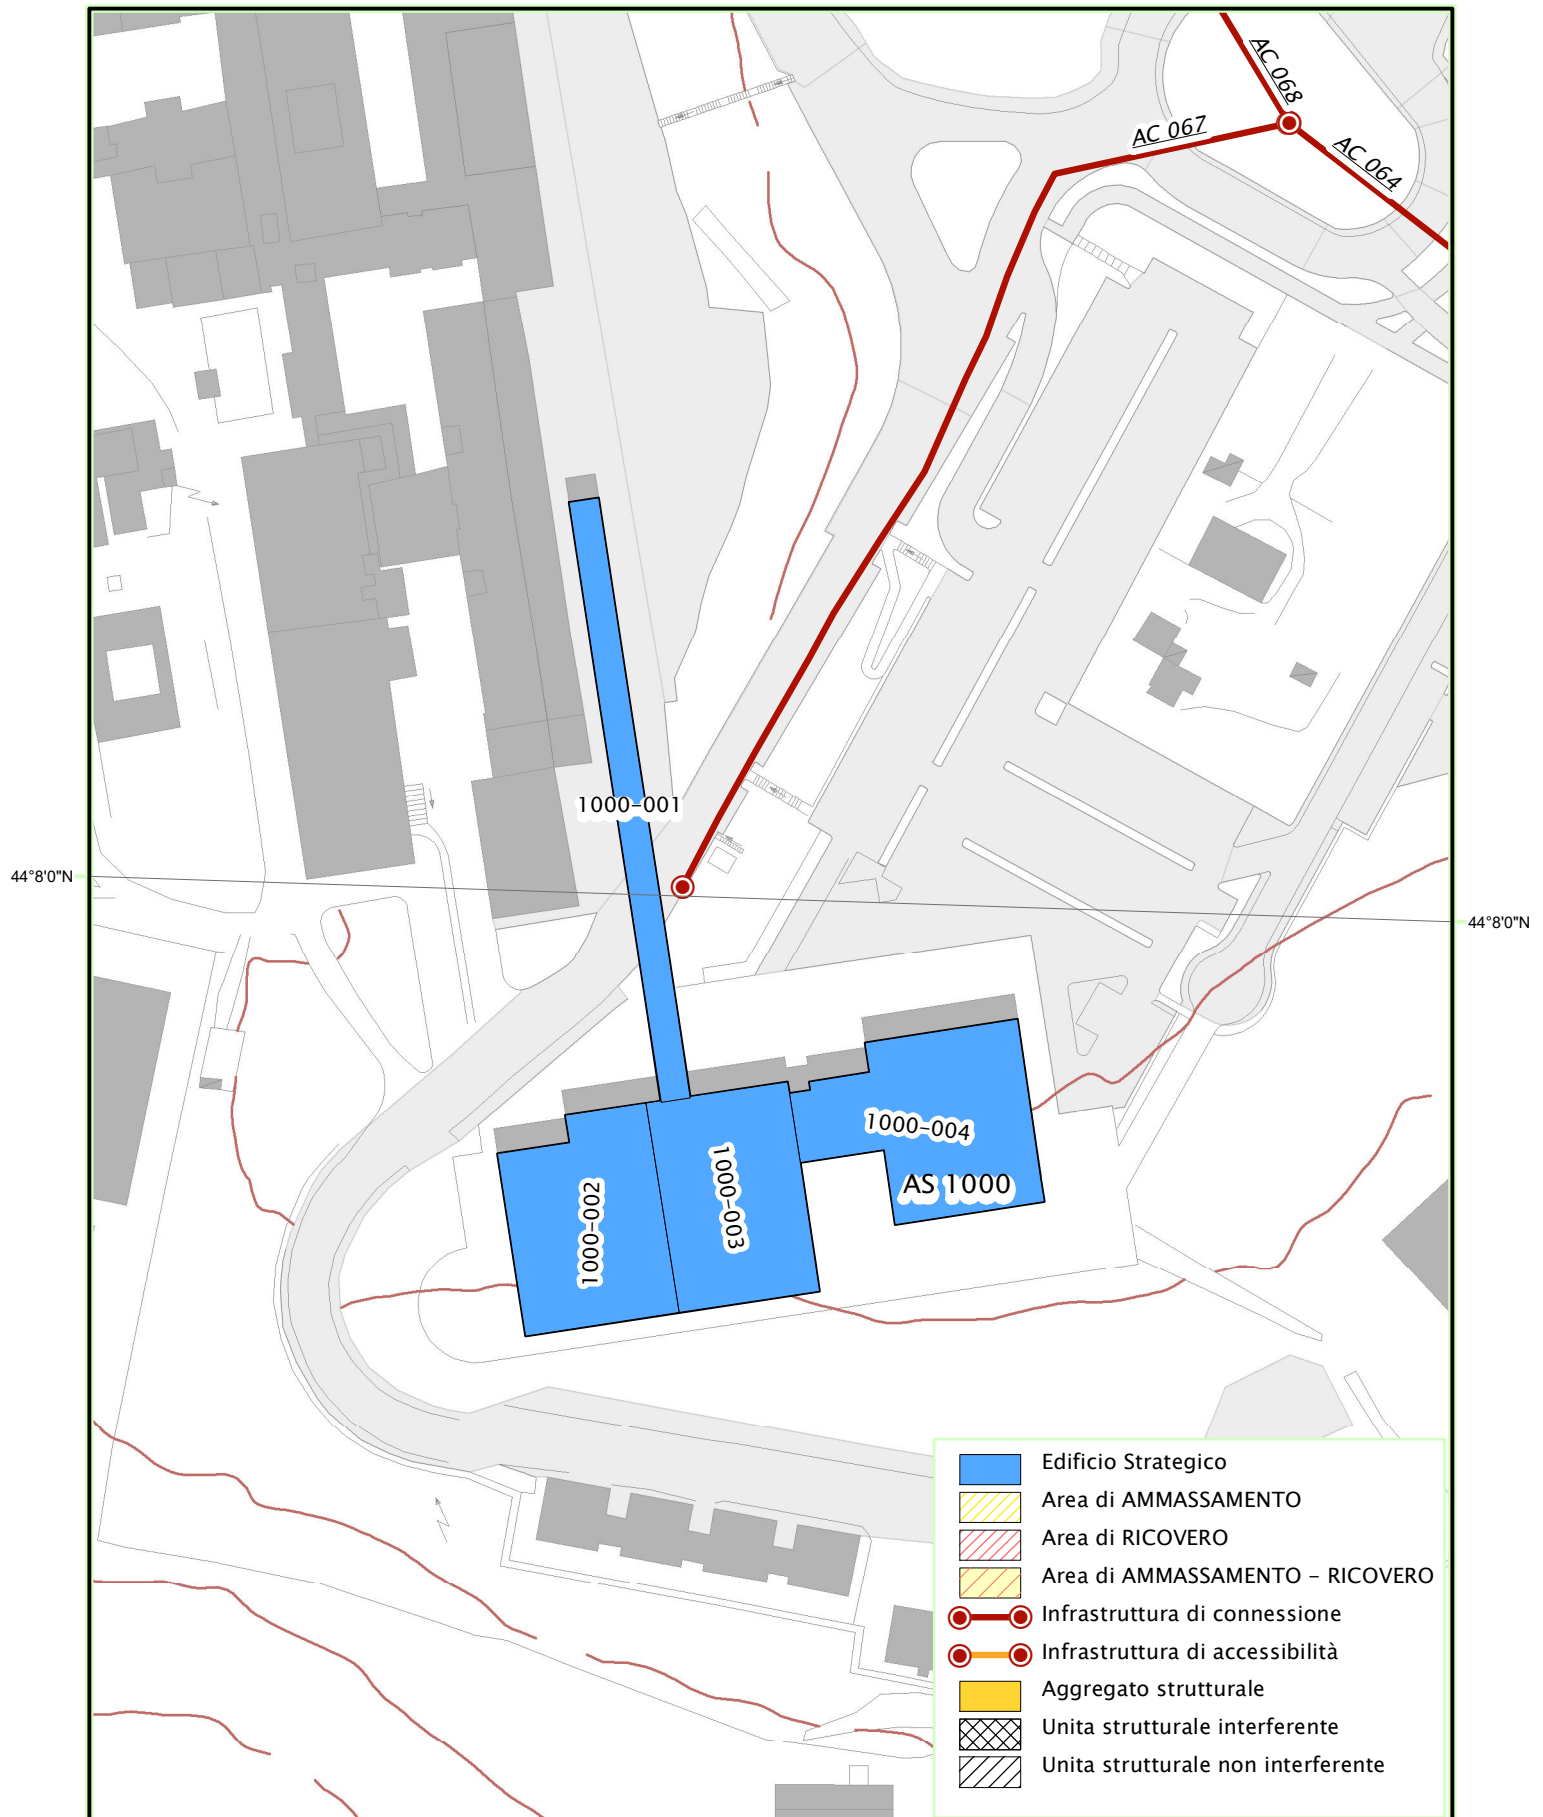 AC 068
AC 067
AC 064
1000-001
44°8'0"N
44°8'0"N
1000-004
AS 1000
1000-003
1000-002
Edificio Strategico
Area di AMMASSAMENTO
Area di RICOVERO
Area di AMMASSAMENTO - RICOVERO
Infrastruttura di connessione
Infrastruttura di accessibilità
Aggregato strutturale
Unita strutturale interferente
Unita strutturale non interferente